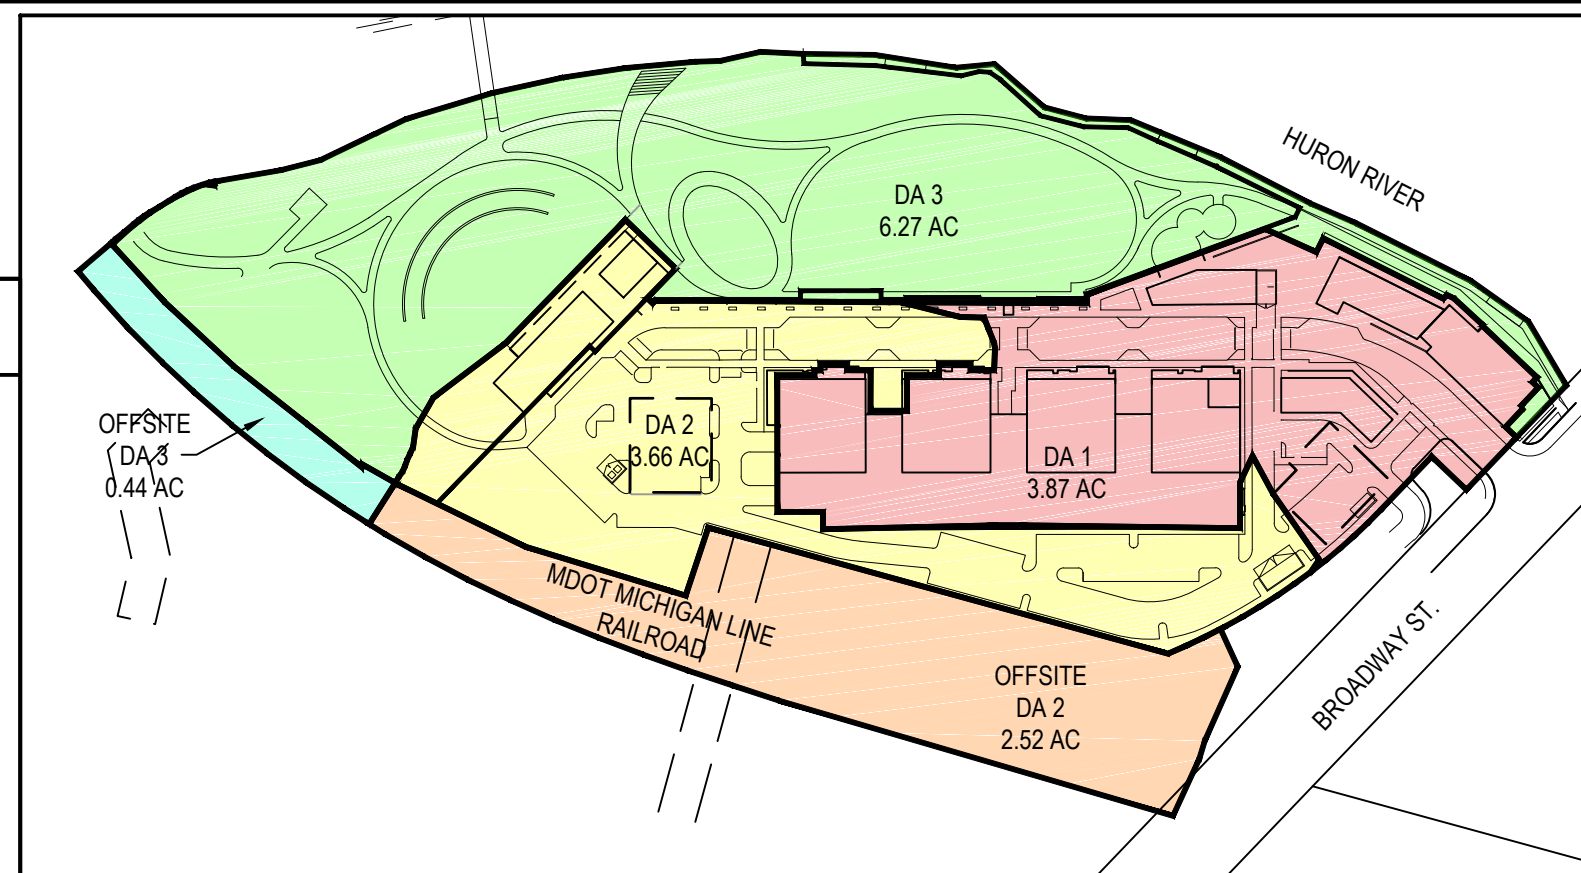 HURON RIVER
DA 3
6.27 AC
OFFSITE
DA 3
0.44 AC
DA 2
3.66 AC
DA 1
3.87 AC
MDOT MICHIGAN LINE
RAILROAD
OFFSITE
DA 2
2.52 AC
BROADWAY ST.